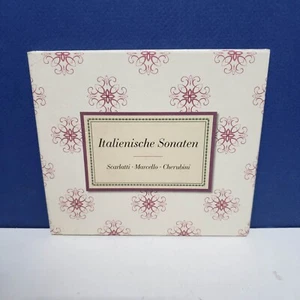 Italienische Sonaten
Scarlatti · Marcello · Cherubini